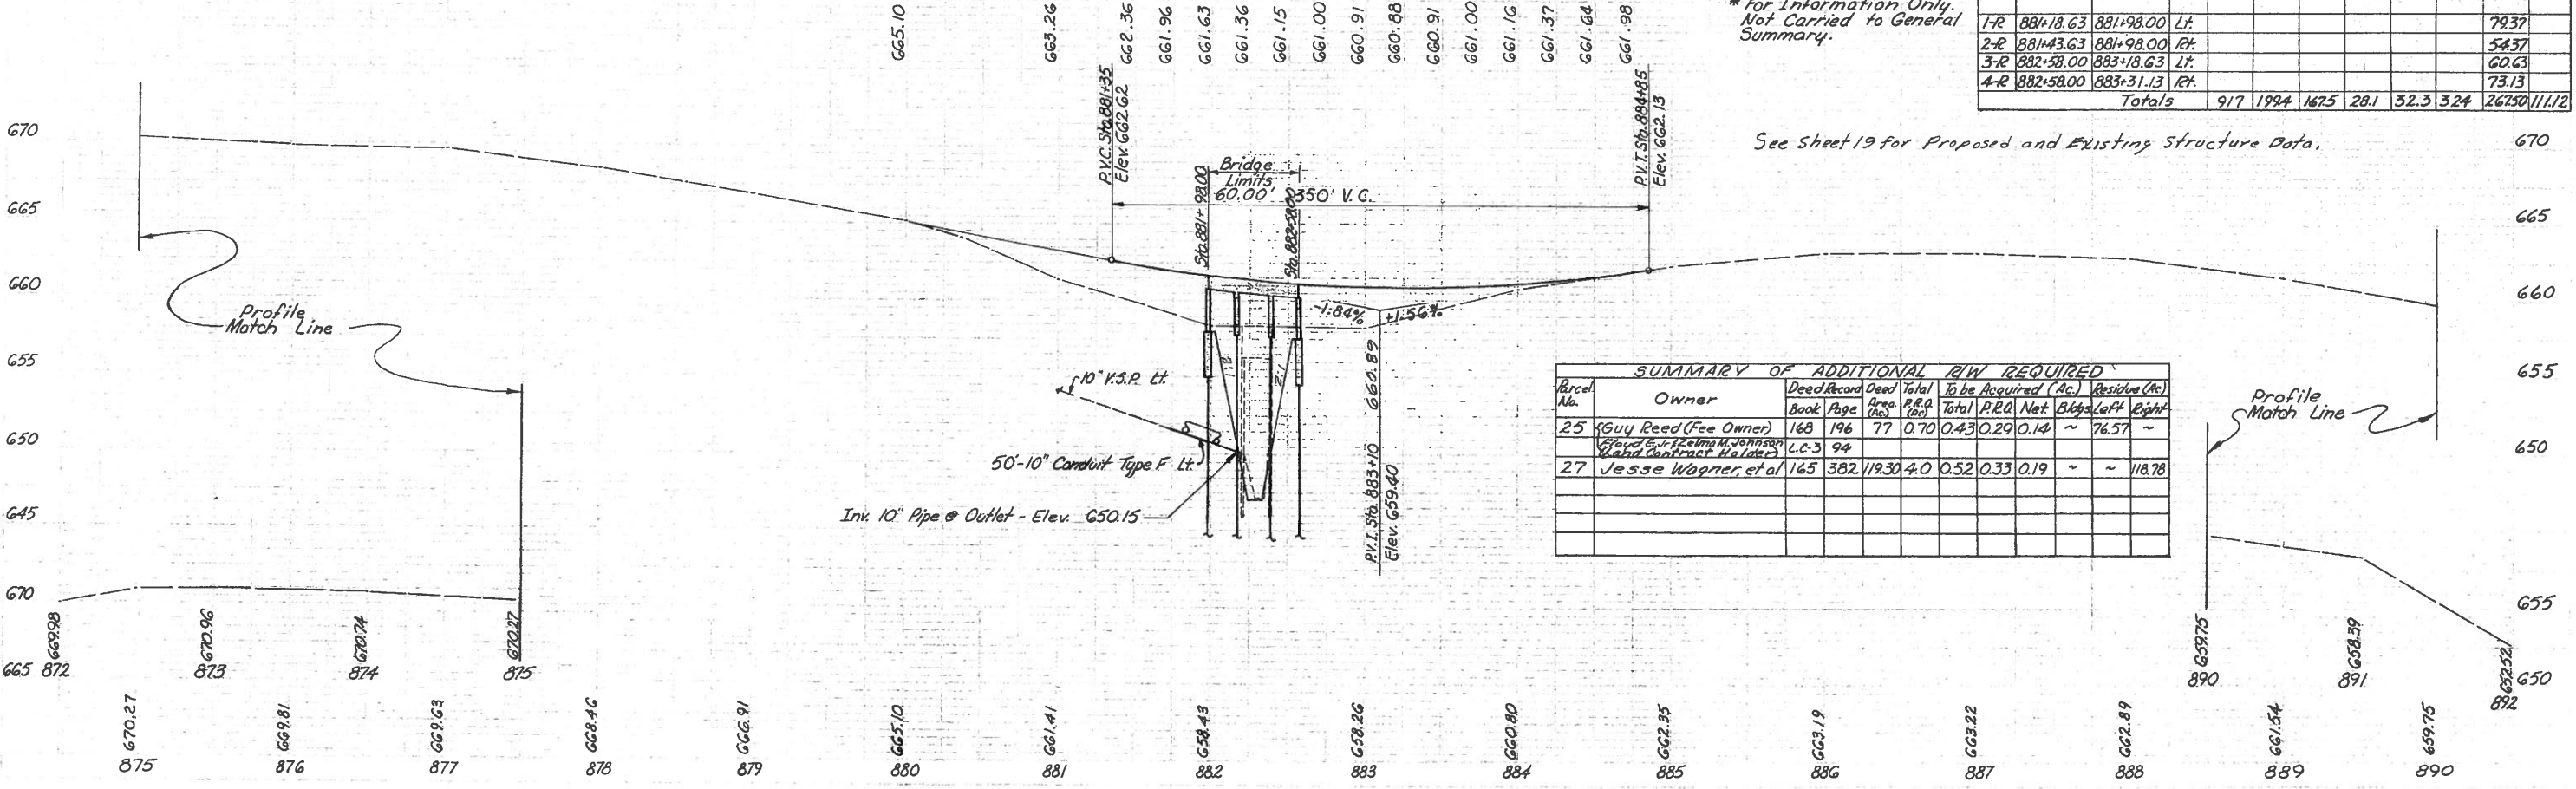 665.10 663.26 662.36 661.96 661.63 661.36 661.15 661.00 660.91 660.88 660.91 661.00 661.16 661.37 661.64 661.98
* For Information Only.
Not Carried to General
Summary.
1-R 881+18.63 881+98.00 Lt. 79.37
2-R 881+43.63 881+98.00 Rt. 54.37
3-R 882+58.00 883+18.63 Lt. 60.63
4-R 882+58.00 883+31.13 Rt. 73.13
Totals 917 1994 1675 28.1 32.3 324 267.50 111.12
See Sheet 19 for Proposed and Existing Structure Data.
P.V.C. Sta. 881+35
Elev. 662.62
P.V.T. Sta. 884+85
Elev. 662.13
Bridge
Limits
60.00'
350' V.C.
Sta. 881+98.00
Sta. 882+58.00
670
665
660
655
650
645
670
665
670
665
660
655
650
655
650
Profile
Match Line
-1.84%
+1.56%
2:1
10" V.S.P. Lt.
50'-10" Conduit Type F Lt.
Inv. 10" Pipe @ Outlet - Elev. 650.15
660.89
P.V.I. Sta. 883+10
Elev. 659.40
SUMMARY OF ADDITIONAL R/W REQUIRED
Parcel No. Owner Deed Record Book Page Deed Area (Ac) Total P.R.O. (Ac) To be Acquired (Ac.) Total P.R.O. Net Bldgs Residue (Ac) Left Right
25 Guy Reed (Fee Owner) 168 196 77 0.70 0.43 0.29 0.14 ~ 76.57 ~
Floyd E. Jr. & Zelma M. Johnson
(Land Contract Holder) L.C-3 94
27 Jesse Wagner, et al 165 382 119.30 4.0 0.52 0.33 0.19 ~ ~ 118.78
Profile
Match Line
669.98 670.96 670.74 670.27
872 873 874 875
659.75 658.39 652.52
890 891 892
670.27 669.81 669.63 668.46 666.91 665.10 661.41 658.43 658.26 660.80 662.35 663.19 663.22 662.89 661.54 659.75
875 876 877 878 879 880 881 882 883 884 885 886 887 888 889 890